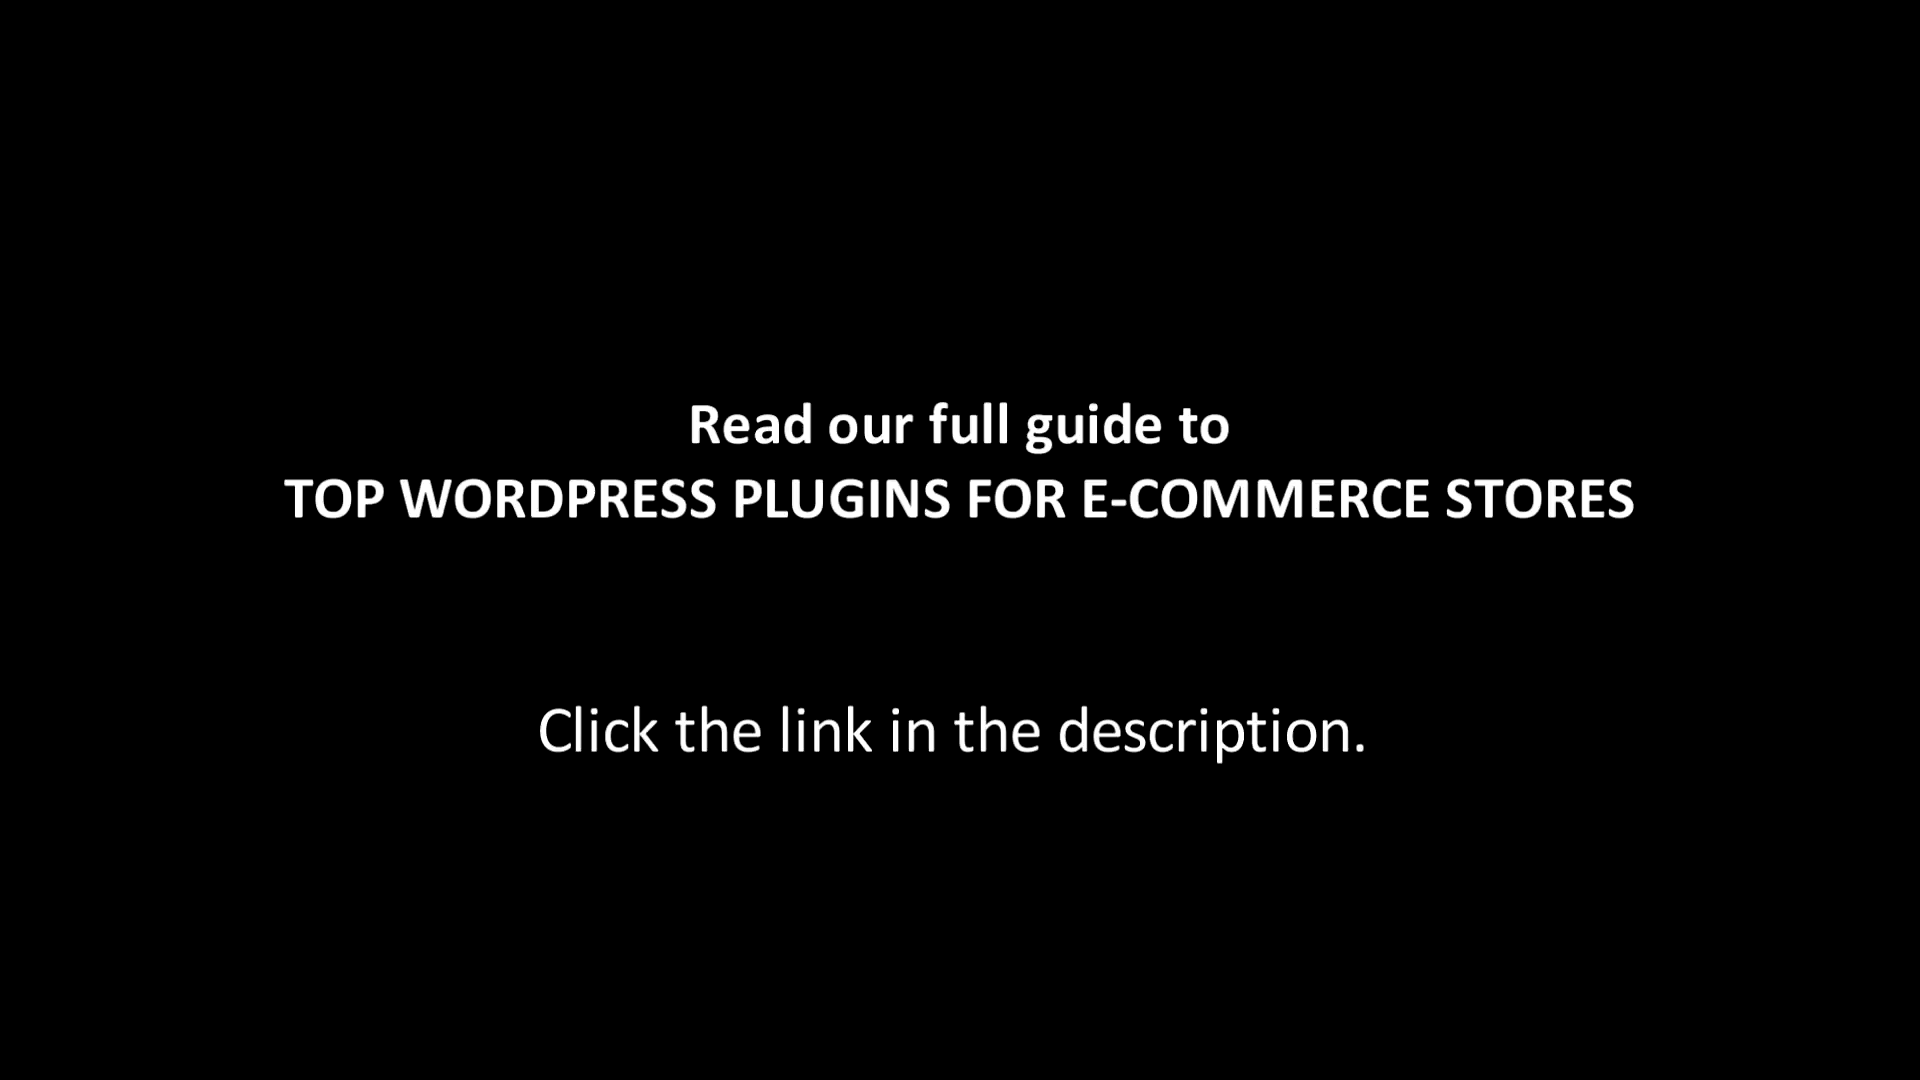 Read our full guide to
TOP WORDPRESS PLUGINS FOR E-COMMERCE STORES
Click the link in the description.